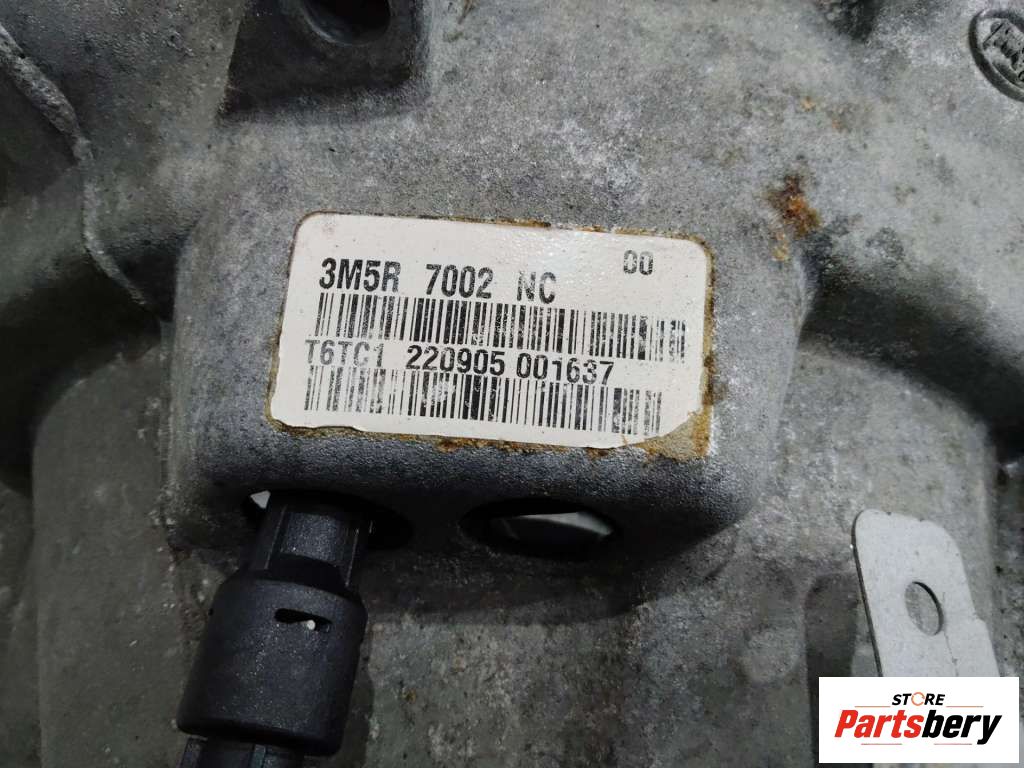 3M5R 7002 NC 00
T6TC1 220905 001637
STORE
Partsbery